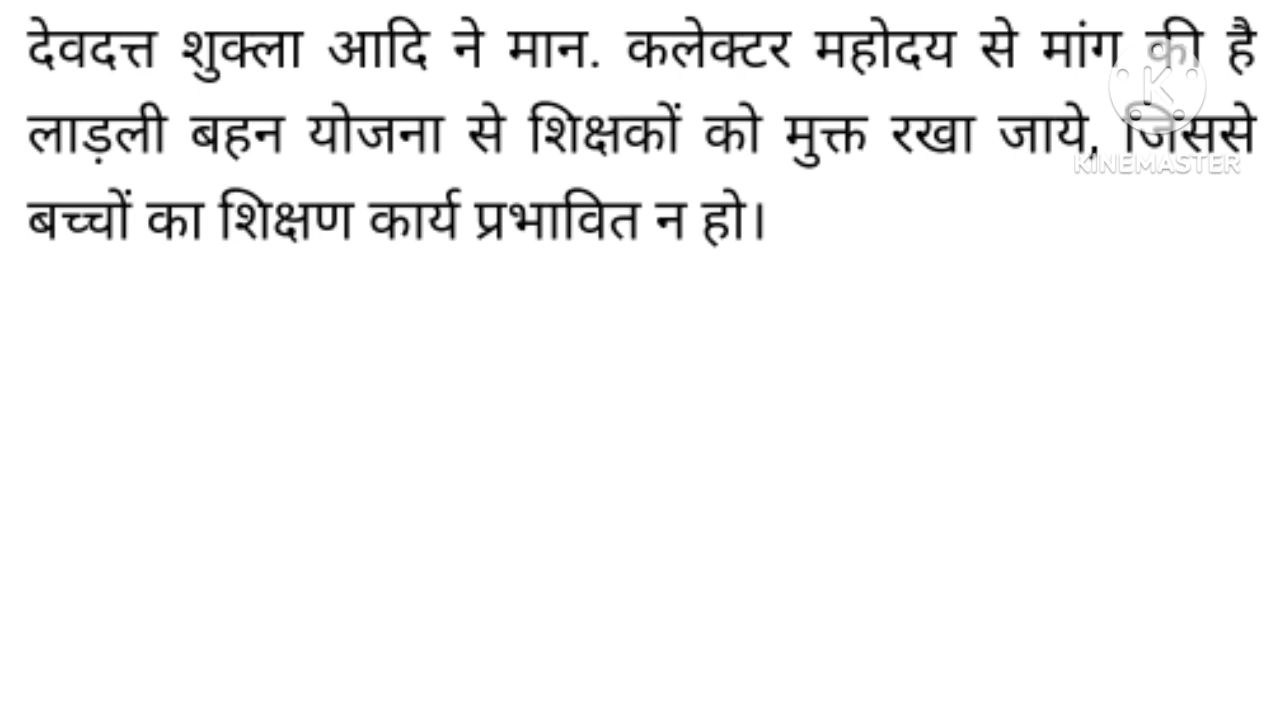 देवदत्त शुक्ला आदि ने मान. कलेक्टर महोदय से मांग की है
लाड़ली बहन योजना से शिक्षकों को मुक्त रखा जाये, जिससे
बच्चों का शिक्षण कार्य प्रभावित न हो।
K
KINEMASTER